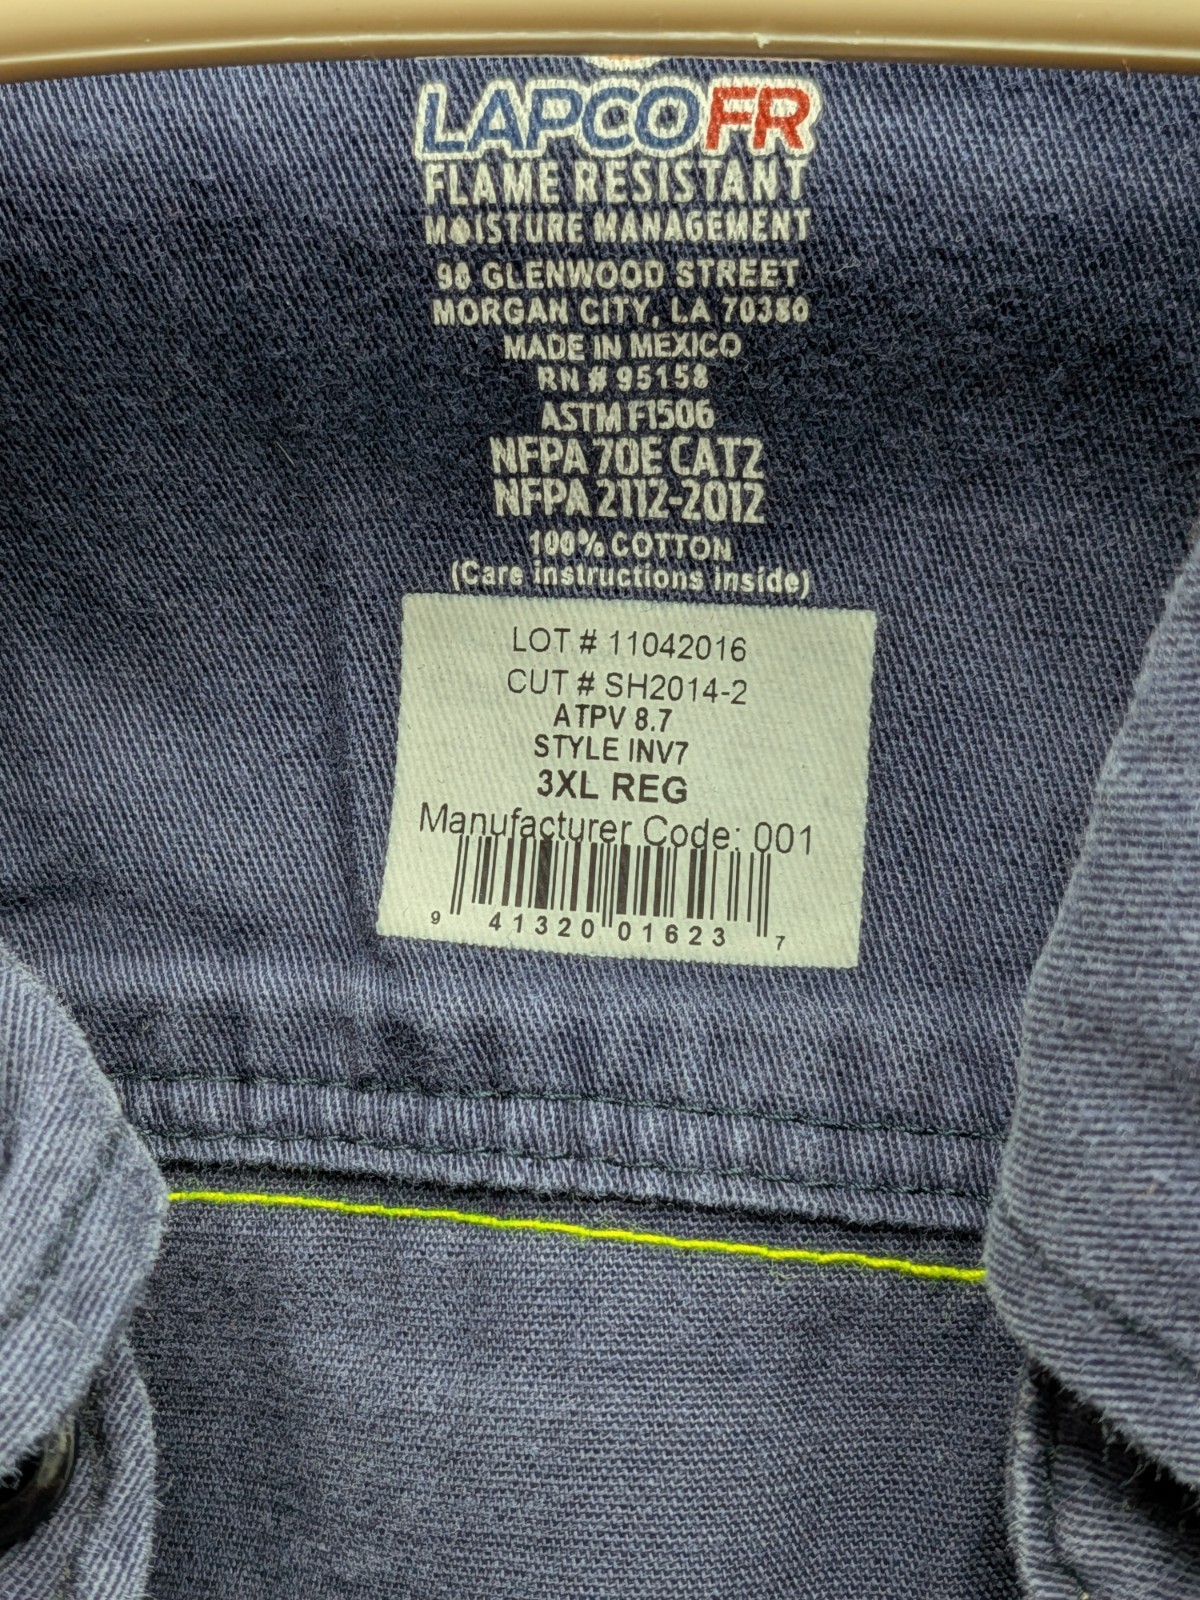 LAPCOFR
FLAME RESISTANT
MOISTURE MANAGEMENT
98 GLENWOOD STREET
MORGAN CITY, LA 70380
MADE IN MEXICO
RN # 95158
ASTM F1506
NFPA 70E CAT2
NFPA 2112-2012
100% COTTON
(Care instructions inside)
LOT # 11042016
CUT # SH2014-2
ATPV 8.7
STYLE INV7
3XL REG
Manufacturer Code: 001
9 41320 01623 7